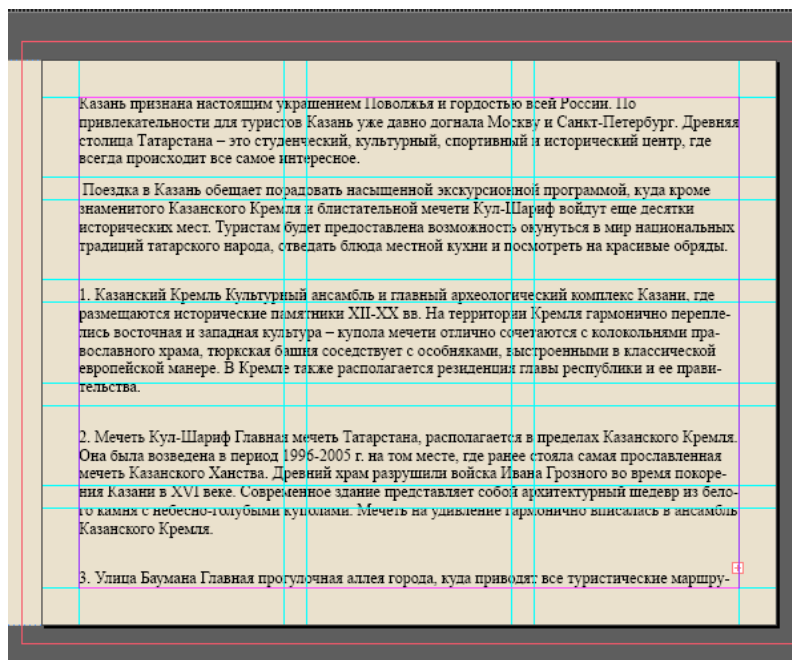 Казань признана настоящим украшением Поволжья и гордостью всей России. По
привлекательности для туристов Казань уже давно догнала Москву и Санкт-Петербург. Древняя
столица Татарстана – это студенческий, культурный, спортивный и исторический центр, где
всегда происходит все самое интересное.
Поездка в Казань обещает порадовать насыщенной экскурсионной программой, куда кроме
знаменитого Казанского Кремля и блистательной мечети Кул-Шариф войдут еще десятки
исторических мест. Туристам будет предоставлена возможность окунуться в мир национальных
традиций татарского народа, отведать блюда местной кухни и посмотреть на красивые обряды.
1. Казанский Кремль Культурный ансамбль и главный археологический комплекс Казани, где
размещаются исторические памятники XII-XX вв. На территории Кремля гармонично перепле-
лись восточная и западная культура – купола мечети отлично сочетаются с колокольнями пра-
вославного храма, тюркская башня соседствует с особняками, выстроенными в классической
европейской манере. В Кремле также располагается резиденция главы республики и ее прави-
тельства.
2. Мечеть Кул-Шариф Главная мечеть Татарстана, располагается в пределах Казанского Кремля.
Она была возведена в период 1996-2005 г. на том месте, где ранее стояла самая прославленная
мечеть Казанского Ханства. Древний храм разрушили войска Ивана Грозного во время покоре-
ния Казани в XVI веке. Современное здание представляет собой архитектурный шедевр из бело-
го камня с небесно-голубыми куполами. Мечеть на удивление гармонично вписалась в ансамбль
Казанского Кремля.
3. Улица Баумана Главная прогулочная аллея города, куда приводят все туристические маршру-